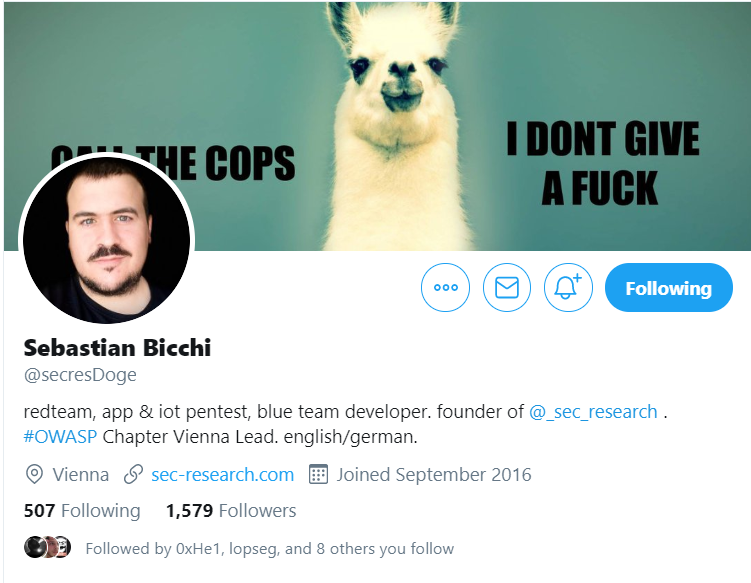 CALL THE COPS
I DONT GIVE
A FUCK
Following
Sebastian Bicchi
@secresDoge
redteam, app & iot pentest, blue team developer. founder of @_sec_research .
#OWASP Chapter Vienna Lead. english/german.
Vienna sec-research.com Joined September 2016
507 Following 1,579 Followers
Followed by 0xHe1, lopseg, and 8 others you follow